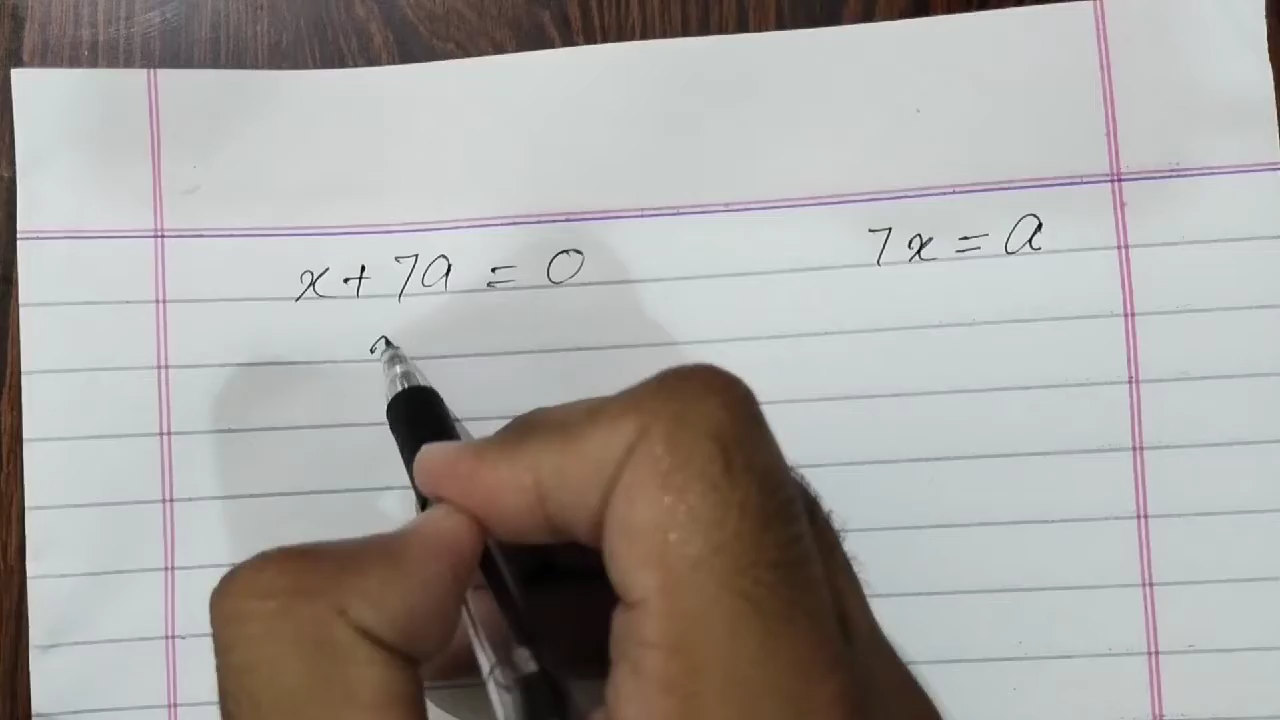 x + 7a = 0
7x = a